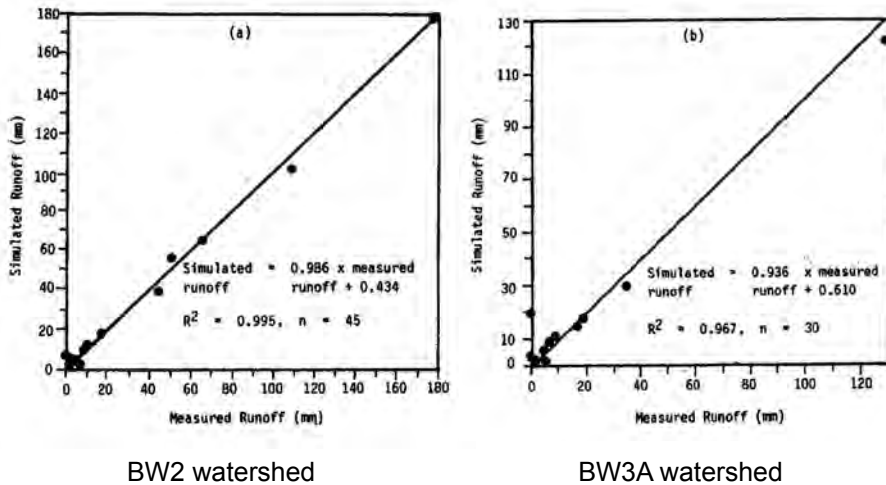 (a)
Simulated Runoff (mm)
180
160
140
120
100
80
60
40
20
0
Simulated = 0.986 x measured
runoff runoff + 0.434
R² = 0.995, n = 45
0 20 40 60 80 100 120 140 160 180
Measured Runoff (mm)
BW2 watershed
(b)
Simulated Runoff (mm)
130
110
90
70
50
30
10
0
Simulated = 0.936 x measured
runoff runoff + 0.610
R² = 0.967, n = 30
0 20 40 60 80 100 120
Measured Runoff (mm)
BW3A watershed